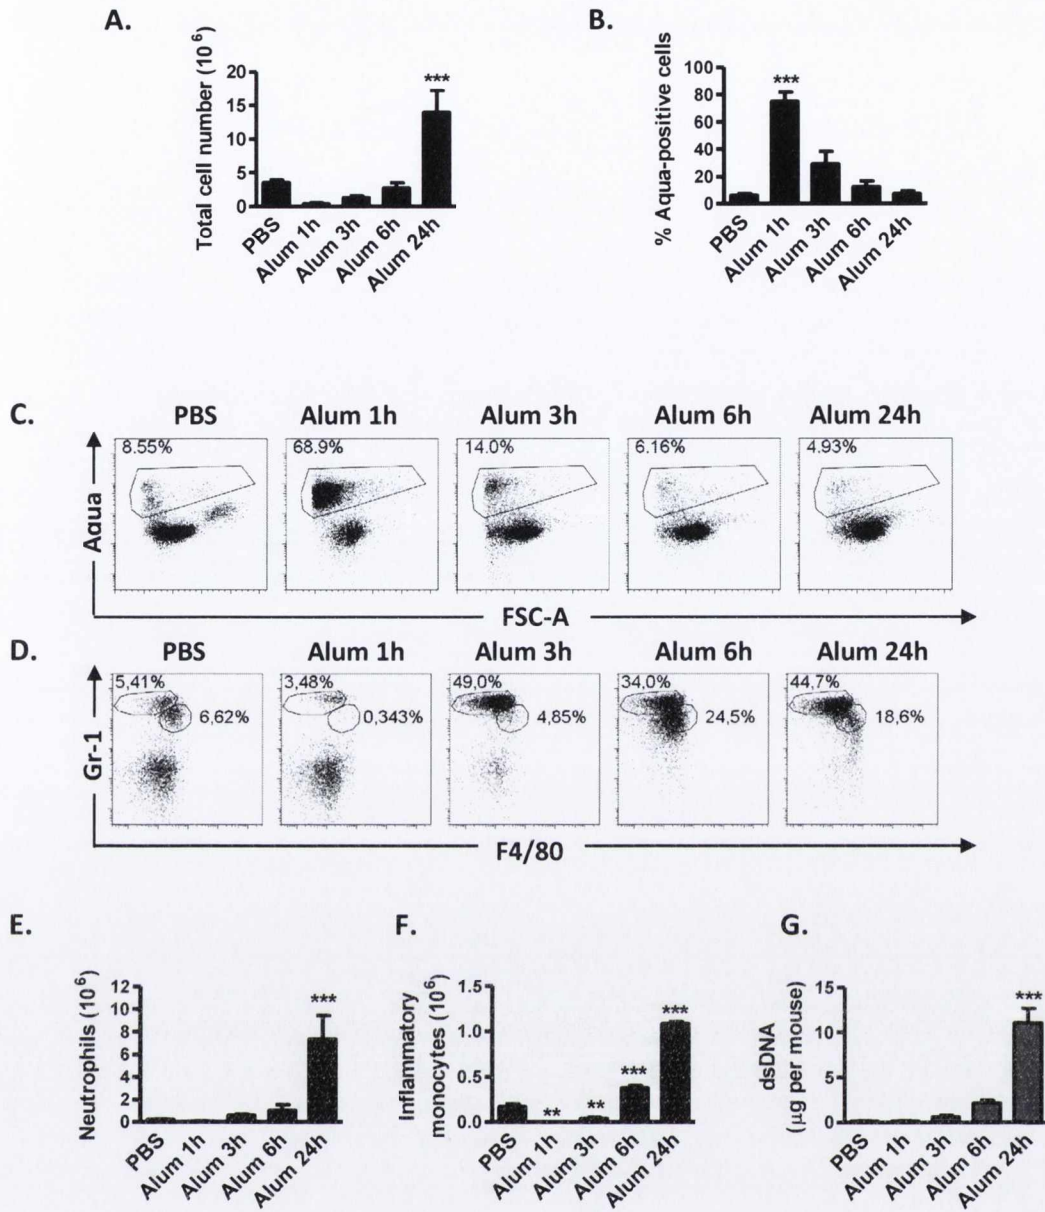 A.
Total cell number (10⁶)
20
15
10
5
0
***
PBS
Alum 1h
Alum 3h
Alum 6h
Alum 24h
B.
% Aqua-positive cells
100
80
60
40
20
0
***
PBS
Alum 1h
Alum 3h
Alum 6h
Alum 24h
C.
PBS
Alum 1h
Alum 3h
Alum 6h
Alum 24h
8.55%
68.9%
14.0%
6.16%
4.93%
Aqua
FSC-A
D.
PBS
Alum 1h
Alum 3h
Alum 6h
Alum 24h
5,41%
6,62%
3,48%
0,343%
49,0%
4,85%
34,0%
24,5%
44,7%
18,6%
Gr-1
F4/80
E.
Neutrophils (10⁶)
12
10
8
6
4
2
0
***
PBS
Alum 1h
Alum 3h
Alum 6h
Alum 24h
F.
Inflammatory
monocytes (10⁶)
1.5
1.0
0.5
0.0
**
**
***
***
PBS
Alum 1h
Alum 3h
Alum 6h
Alum 24h
G.
dsDNA
(µg per mouse)
15
10
5
0
***
PBS
Alum 1h
Alum 3h
Alum 6h
Alum 24h